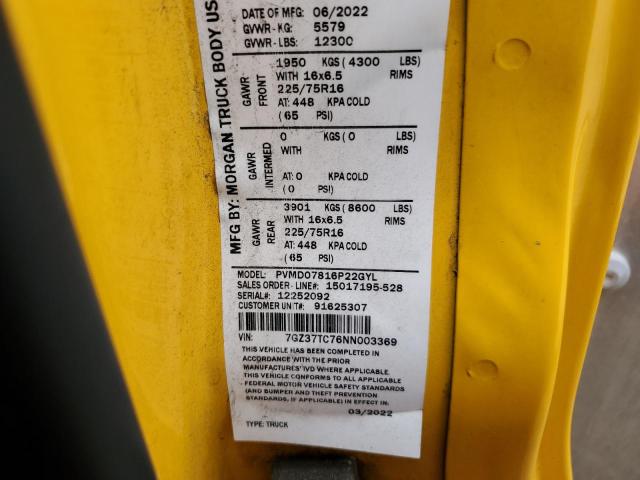 MFG BY: MORGAN TRUCK BODY US
DATE OF MFG: 06/2022
GVWR - KG: 5579
GVWR - LBS: 12300
GAWR FRONT
1950 KGS ( 4300 LBS)
WITH 16x6.5 RIMS
225/75R16
AT: 448 KPA COLD
(65 PSI)
GAWR INTERMED
0 KGS (0 LBS)
WITH RIMS
AT: 0 KPA COLD
(0 PSI)
GAWR REAR
3901 KGS ( 8600 LBS)
WITH 16x6.5 RIMS
225/75R16
AT: 448 KPA COLD
(65 PSI)
MODEL: PVMD07816P22GYL
SALES ORDER - LINE#: 15017195-528
SERIAL#: 12252092
CUSTOMER UNIT#: 91625307
VIN: 7GZ37TC76NN003369
THIS VEHICLE HAS BEEN COMPLETED IN
ACCORDANCE WITH THE PRIOR
MANUFACTURERS' IVD WHERE APPLICABLE.
THIS VEHICLE CONFORMS TO ALL APPLICABLE
FEDERAL MOTOR VEHICLE SAFETY STANDARDS
(AND BUMPER AND THEFT PREVENTION
STANDARDS, IF APPLICABLE) IN EFFECT IN:
03/2022
TYPE: TRUCK